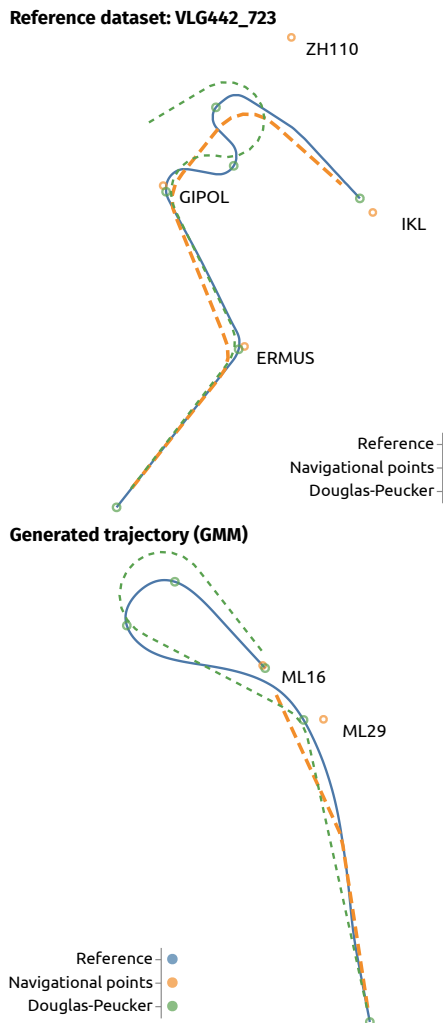 Reference dataset: VLG442_723
ZH110
GIPOL
IKL
ERMUS
Reference
Navigational points
Douglas-Peucker
Generated trajectory (GMM)
ML16
ML29
Reference
Navigational points
Douglas-Peucker